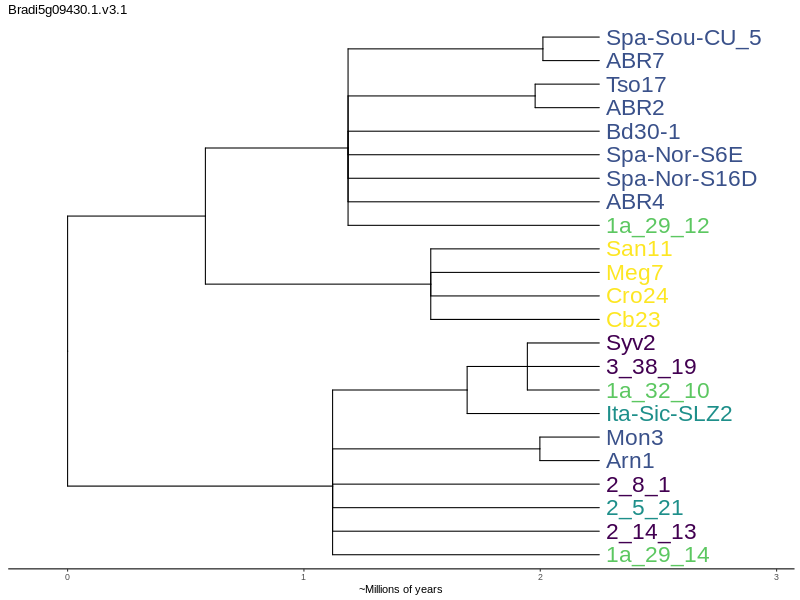 Bradi5g09430.1.v3.1
Spa-Sou-CU_5
ABR7
Tso17
ABR2
Bd30-1
Spa-Nor-S6E
Spa-Nor-S16D
ABR4
1a_29_12
San11
Meg7
Cro24
Cb23
Syv2
3_38_19
1a_32_10
Ita-Sic-SLZ2
Mon3
Arn1
2_8_1
2_5_21
2_14_13
1a_29_14
0 1 2 3
~Millions of years